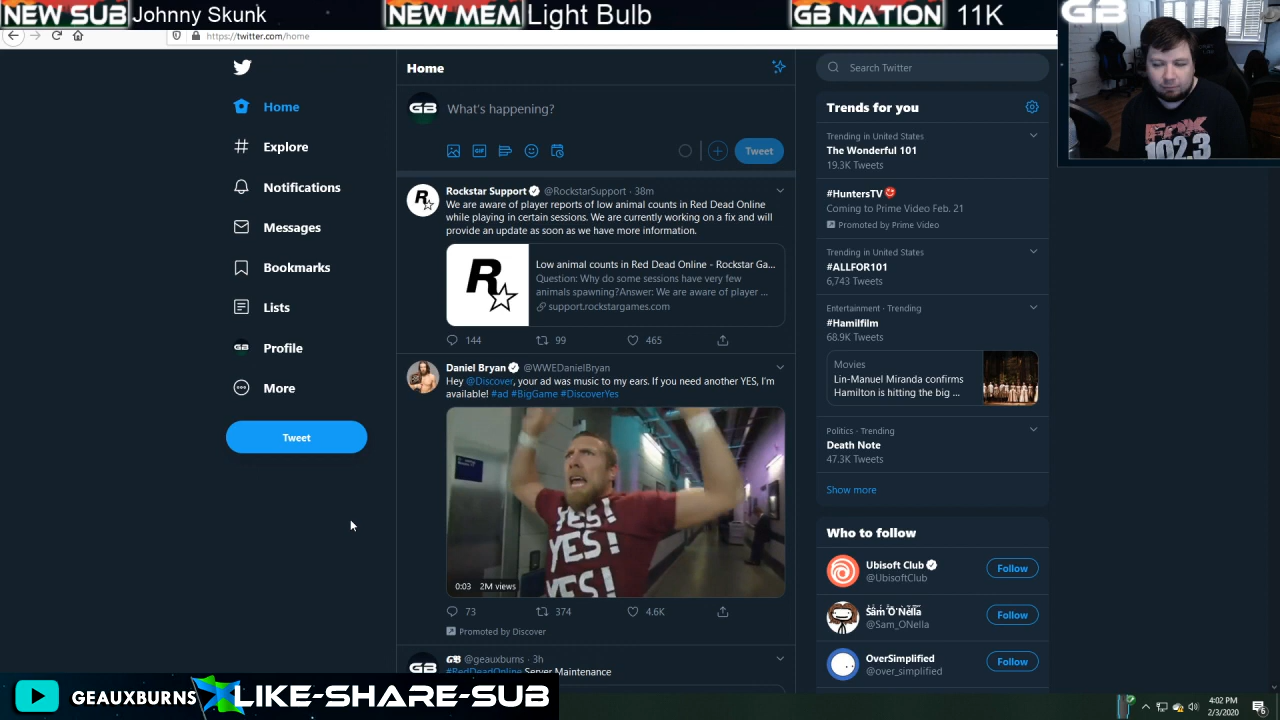 NEW SUB Johnny Skunk
NEW MEM Light Bulb
GB NATION 11K
GB
https://twitter.com/home
Home
Explore
Notifications
Messages
Bookmarks
Lists
GB Profile
More
Tweet
Home
GB What's happening?
GIF
Tweet
Rockstar Support @RockstarSupport · 38m
We are aware of player reports of low animal counts in Red Dead Online
while playing in certain sessions. We are currently working on a fix and will
provide an update as soon as we have more information.
R
R
Low animal counts in Red Dead Online - Rockstar Ga...
Question: Why do some sessions have very few
animals spawning?Answer: We are aware of player ...
support.rockstargames.com
144 99 465
Daniel Bryan @WWEDanielBryan
Hey @Discover, your ad was music to my ears. If you need another YES, I'm
available! #ad #BigGame #DiscoverYes
YES!
YES!
YES!
0:03 2M views
73 374 4.6K
Promoted by Discover
GB
GB @geauxburns · 3h
#RedDeadOnline Server Maintenance
Search Twitter
Trends for you
Trending in United States
The Wonderful 101
19.3K Tweets
#HuntersTV
Coming to Prime Video Feb. 21
Promoted by Prime Video
Trending in United States
#ALLFOR101
6,743 Tweets
Entertainment · Trending
#Hamilfilm
68.9K Tweets
Movies
Lin-Manuel Miranda confirms
Hamilton is hitting the big ...
Politics · Trending
Death Note
47.3K Tweets
Show more
Who to follow
Ubisoft Club
@UbisoftClub
Follow
Sam O'Nella
@Sam_ONella
Follow
OverSimplified
@over_simplified
Follow
102.3
GEAUXBURNS LIKE-SHARE-SUB
4:02 PM
2/3/2020
6